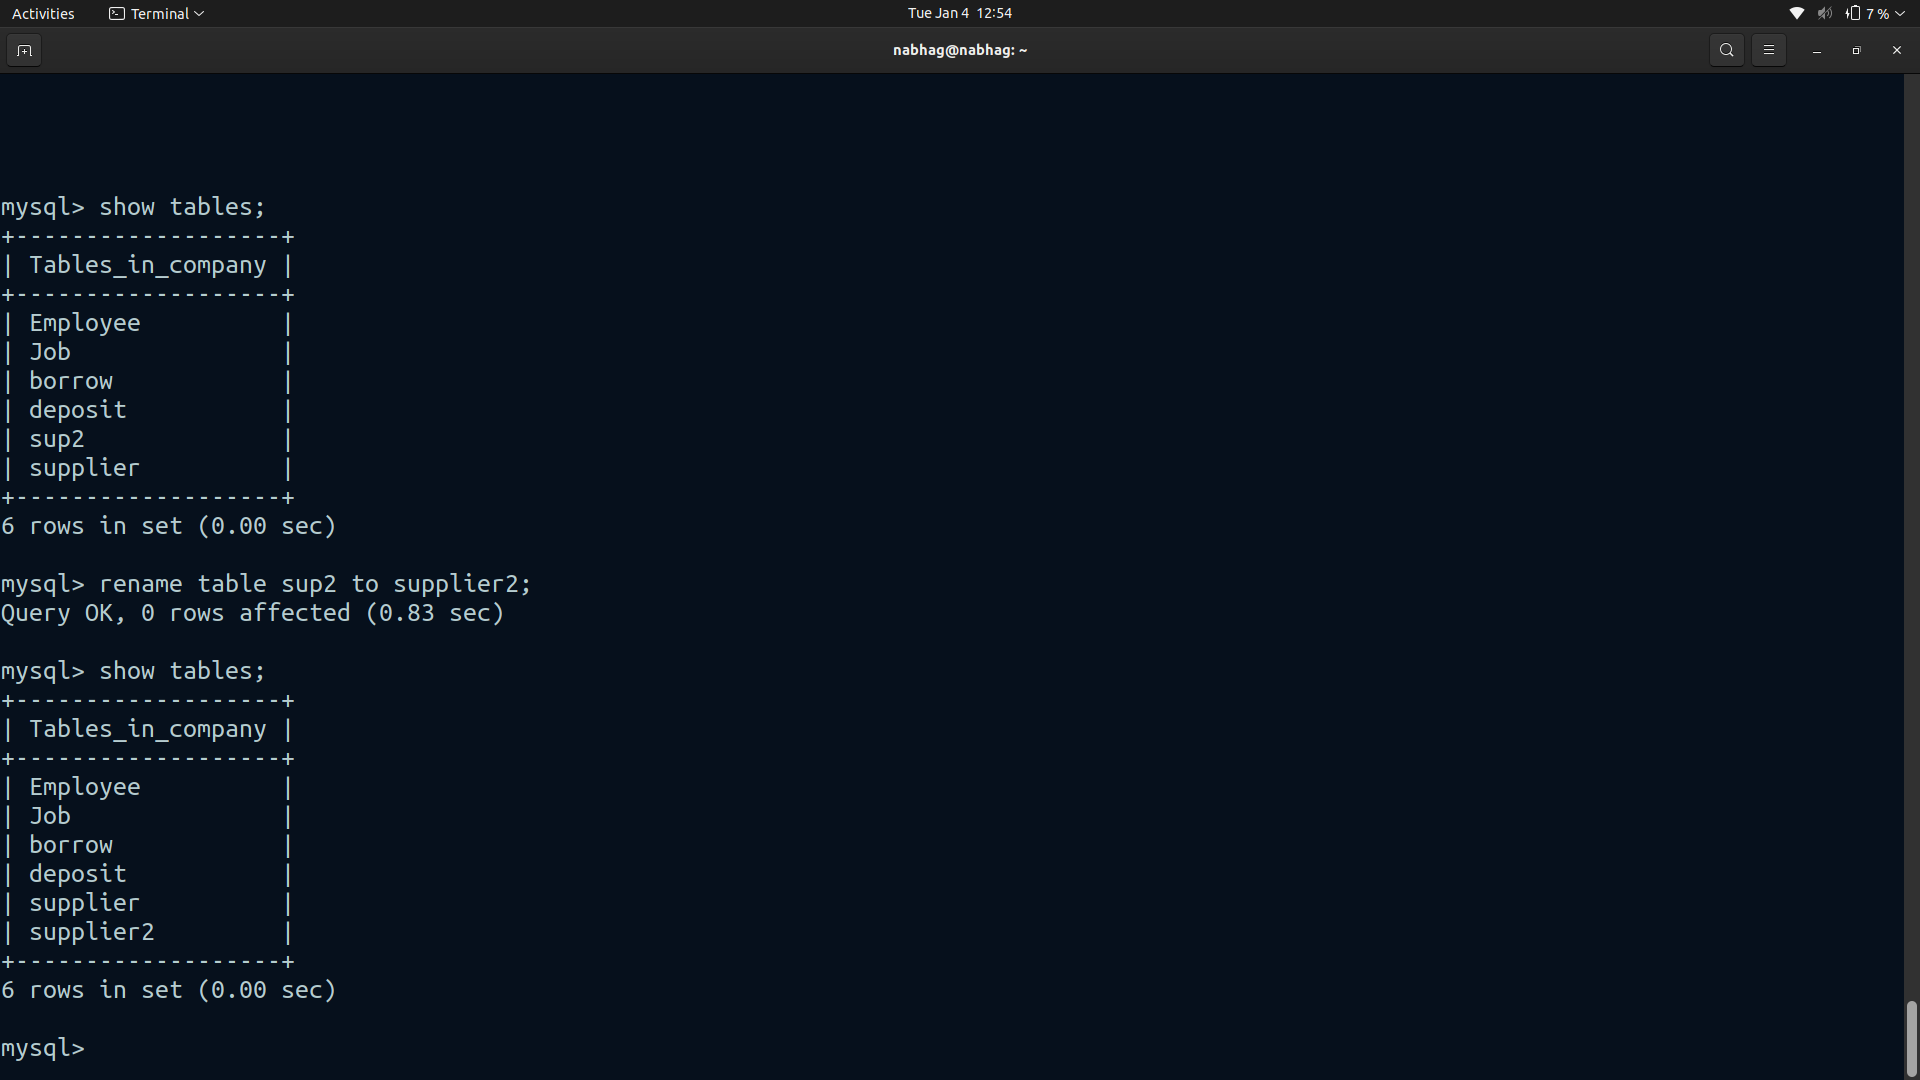 Activities Terminal Tue Jan 4 12:54 7 %
nabhag@nabhag: ~
mysql> show tables;
+-------------------+
| Tables_in_company |
+-------------------+
| Employee          |
| Job               |
| borrow            |
| deposit           |
| sup2              |
| supplier          |
+-------------------+
6 rows in set (0.00 sec)
mysql> rename table sup2 to supplier2;
Query OK, 0 rows affected (0.83 sec)
mysql> show tables;
+-------------------+
| Tables_in_company |
+-------------------+
| Employee          |
| Job               |
| borrow            |
| deposit           |
| supplier          |
| supplier2         |
+-------------------+
6 rows in set (0.00 sec)
mysql>